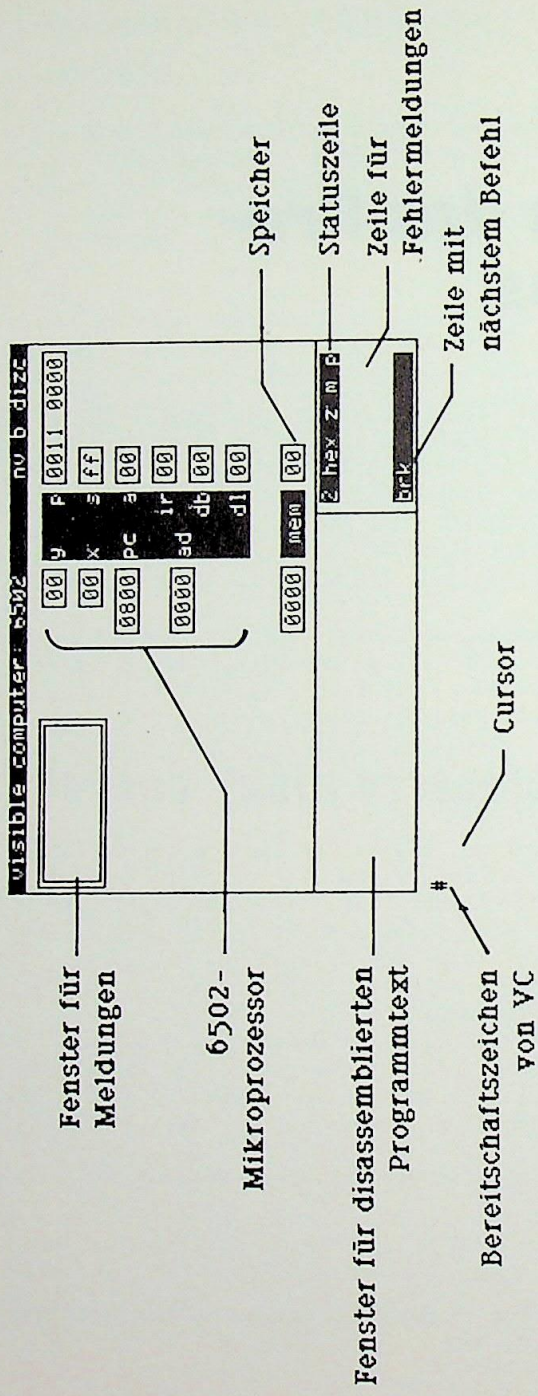 visible computer: 6502 nv b dizc
00 y p 0011 0000
00 x s ff
0800 pc a 00
ir 00
0000 ad
db 00
dl 00
0000 mem 00
2 hex z m p
brk
#
Fenster für
Meldungen
6502-
Mikroprozessor
Fenster für disassemblierten
Programmtext
Bereitschaftszeichen
von VC
Cursor
Speicher
Statuszeile
Zeile für
Fehlermeldungen
Zeile mit
nächstem Befehl